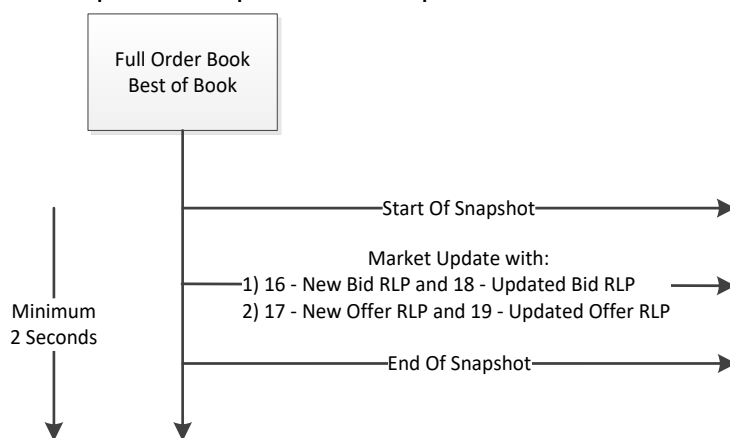 Full Order Book
Best of Book
Start Of Snapshot
Market Update with:
1) 16 - New Bid RLP and 18 - Updated Bid RLP
2) 17 - New Offer RLP and 19 - Updated Offer RLP
Minimum
2 Seconds
End Of Snapshot